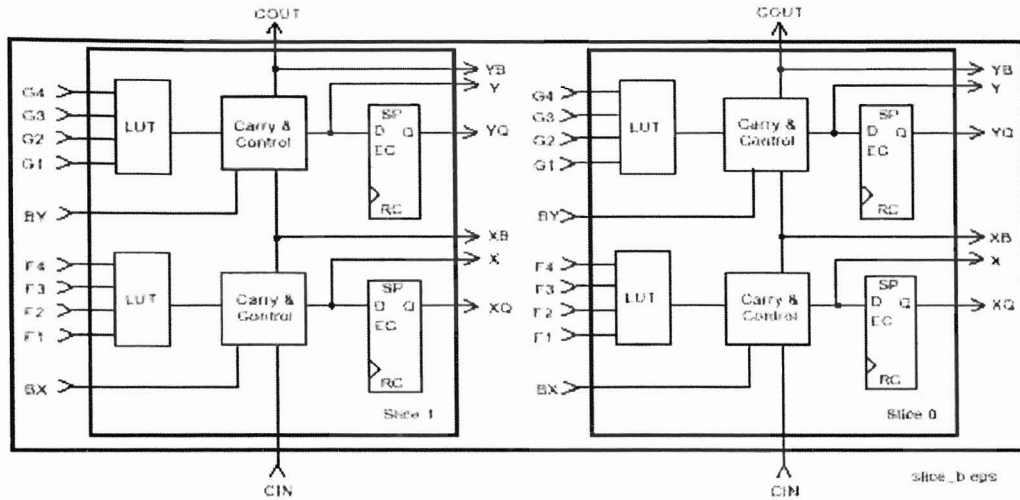 COUT COUT
YB YB
Y Y
G4 G4
G3 LUT Carry & Control SP G3 LUT Carry & Control SP
G2 D Q YQ G2 D Q YQ
G1 EC G1 EC
RC RC
BY BY
XB XB
F4 X F4 X
F3 LUT Carry & Control SP F3 LUT Carry & Control SP
F2 D Q XQ F2 D Q XQ
F1 EC F1 EC
BX RC BX RC
Slice 1 Slice 0
CIN CIN
slice_b.eps